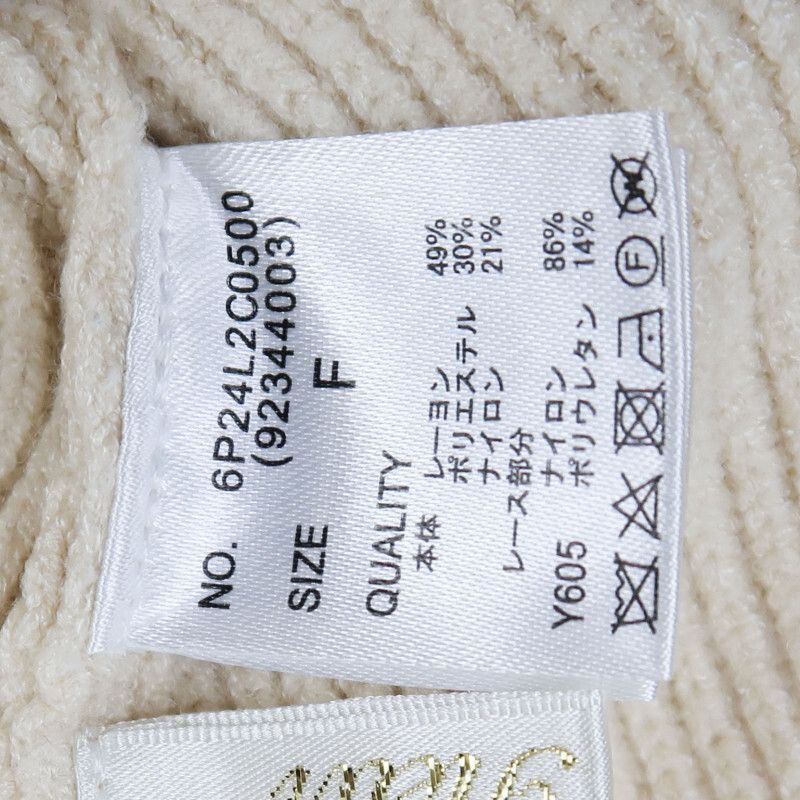 NO. 6P24L2C0500
(92344003)
SIZE F
QUALITY
本体 レーヨン 49%
ポリエステル 30%
ナイロン 21%
レース部分
ナイロン 86%
Y605 ポリウレタン 14%
F